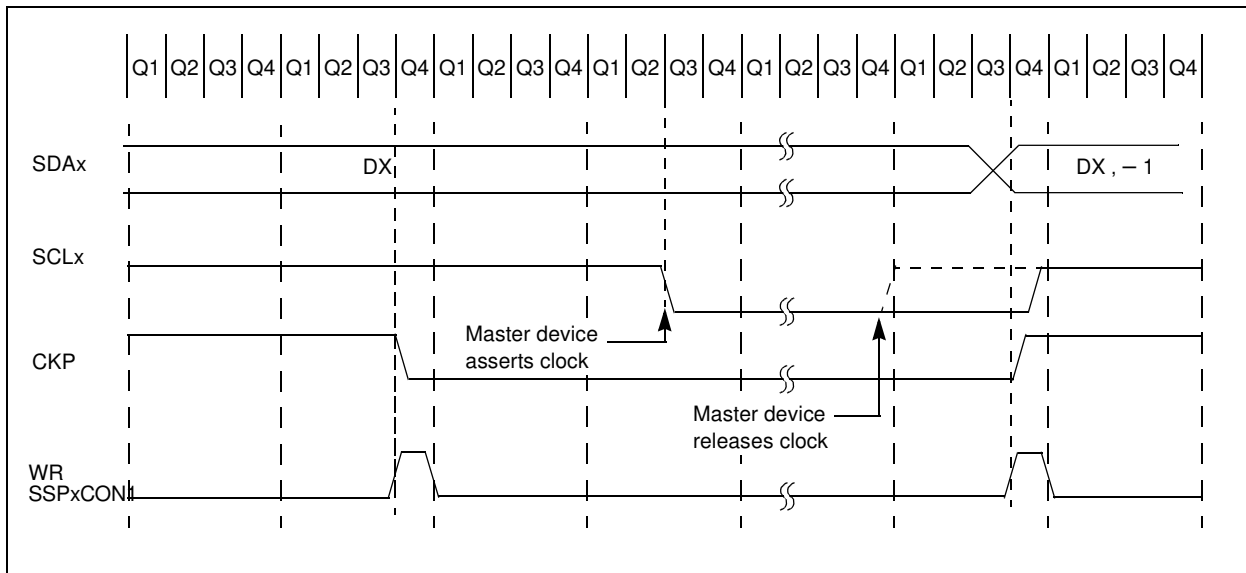 Q1 Q2 Q3 Q4 Q1 Q2 Q3 Q4 Q1 Q2 Q3 Q4 Q1 Q2 Q3 Q4 Q1 Q2 Q3 Q4 Q1 Q2 Q3 Q4 Q1 Q2 Q3 Q4
SDAx
DX
DX , – 1
SCLx
Master device
asserts clock
CKP
Master device
releases clock
WR
SSPxCON1